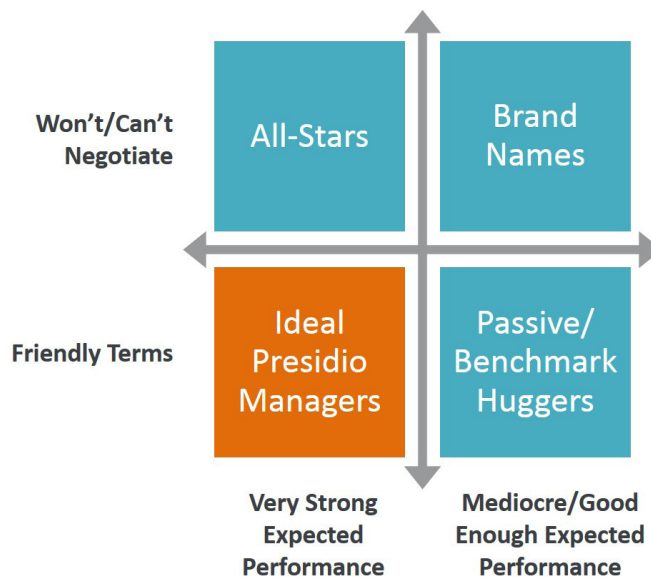 Won't/Can't
Negotiate
All-Stars
Brand
Names
Friendly Terms
Ideal
Presidio
Managers
Passive/
Benchmark
Huggers
Very Strong
Expected
Performance
Mediocre/Good
Enough Expected
Performance